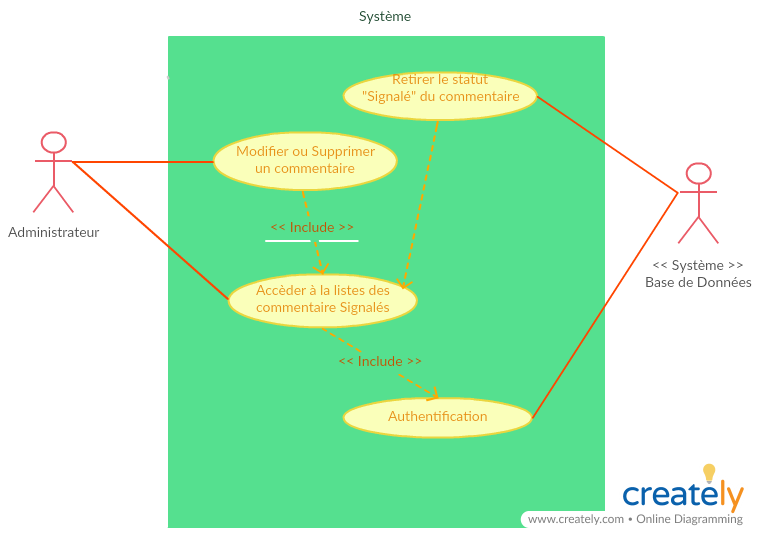 Système
Retirer le statut
"Signalé" du commentaire
Modifier ou Supprimer
un commentaire
Administrateur
<< Include >>
<< Système >>
Base de Données
Accèder à la listes des
commentaire Signalés
<< Include >>
Authentification
creately
www.creately.com • Online Diagramming